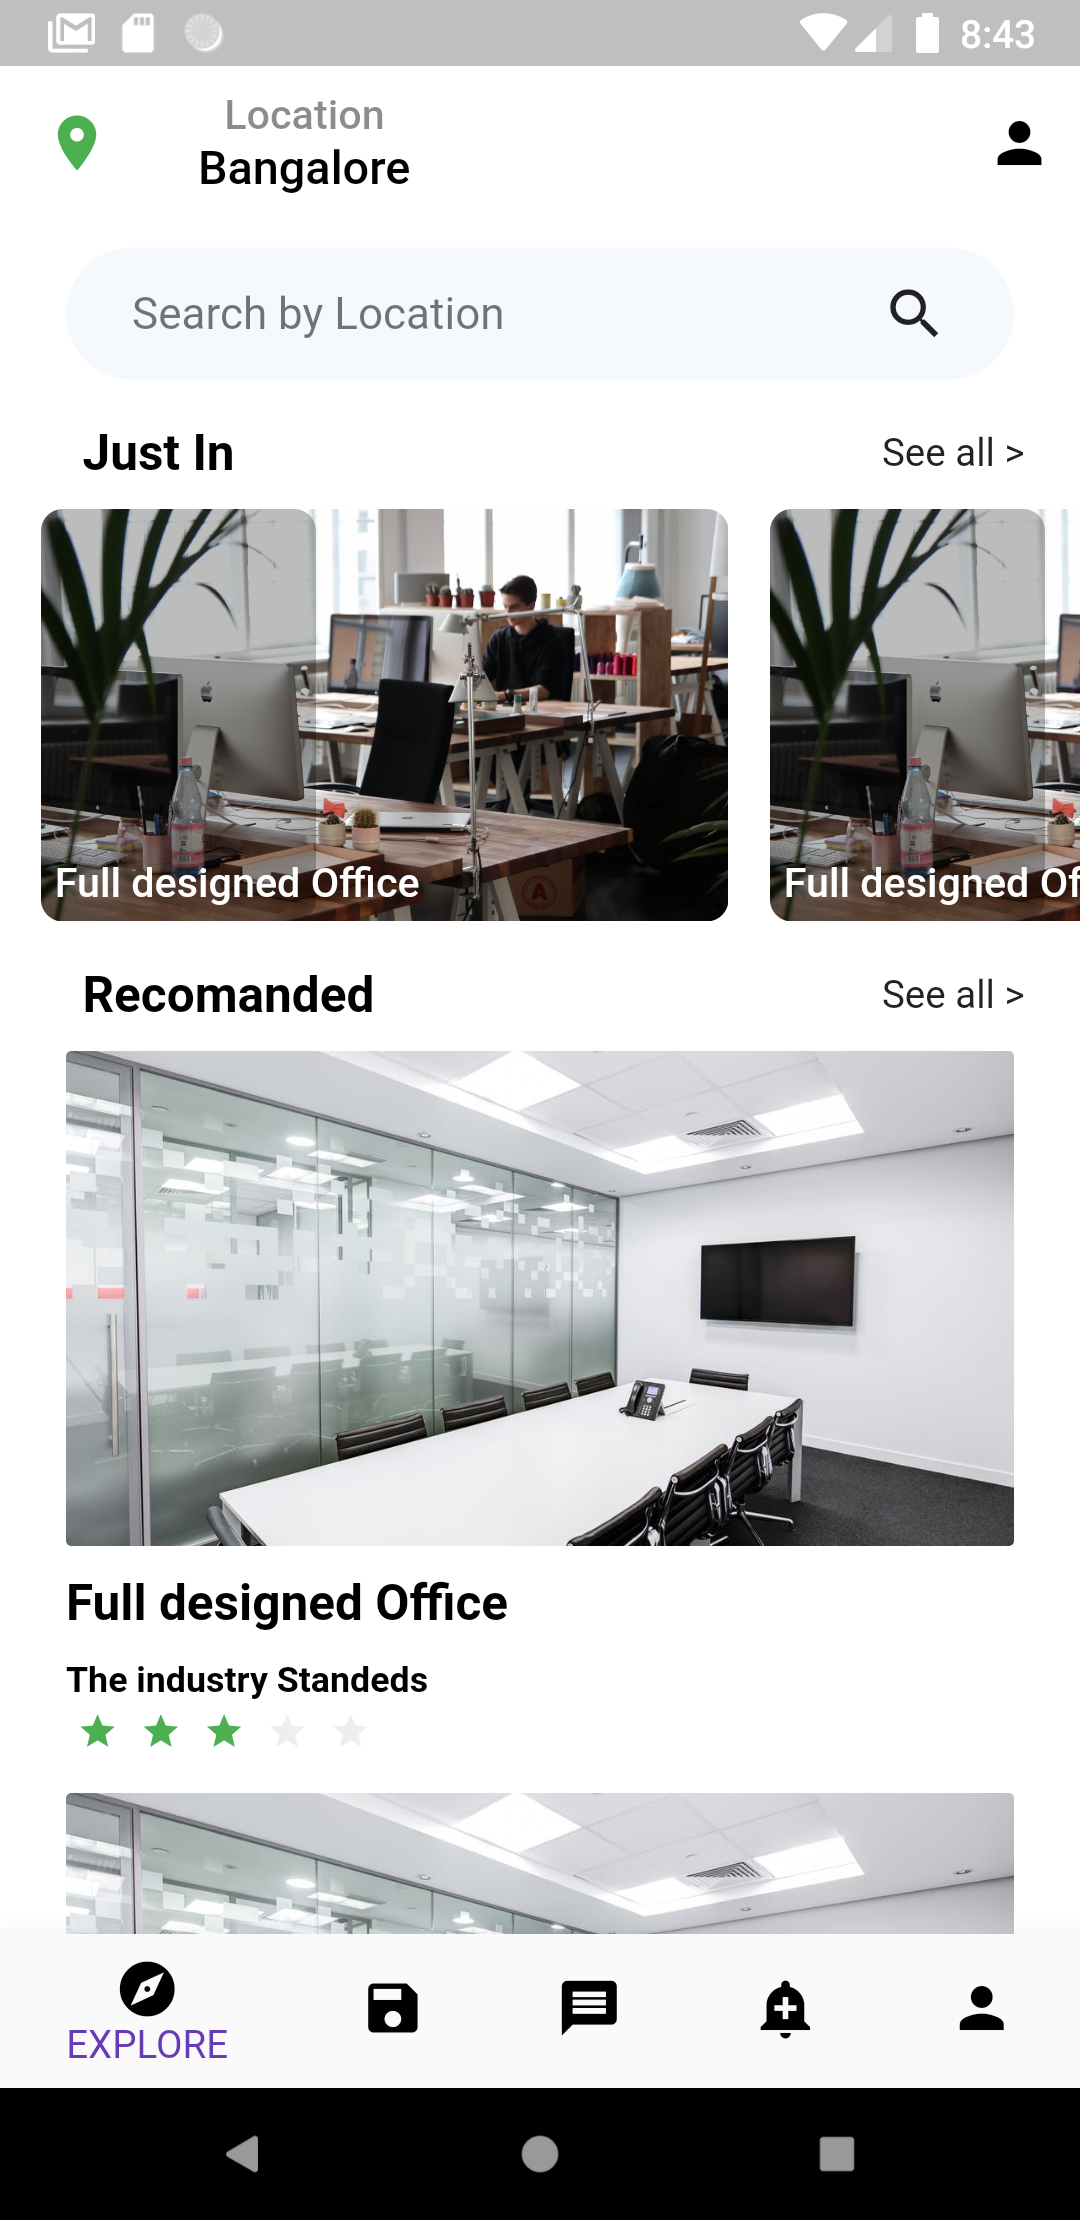 8:43
Location
Bangalore
Search by Location
Just In
See all >
Full designed Office
Full designed Of
Recomanded
See all >
Full designed Office
The industry Standeds
EXPLORE